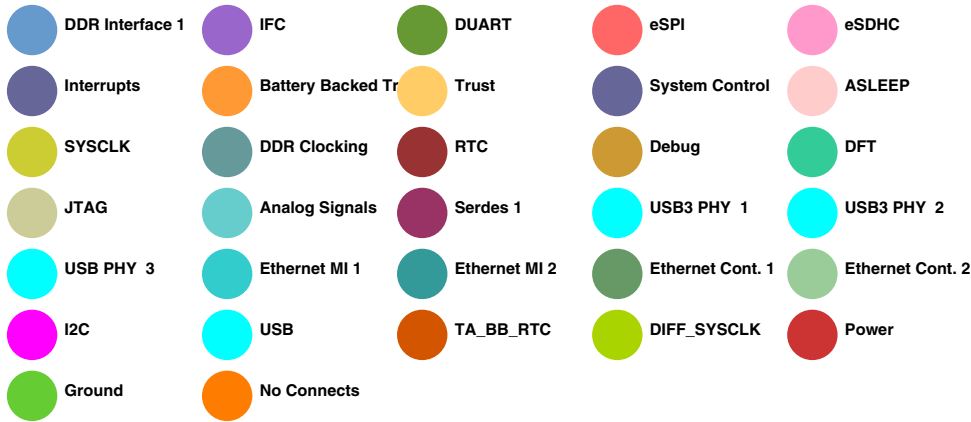 DDR Interface 1
IFC
DUART
eSPI
eSDHC
Interrupts
Battery Backed Tr
Trust
System Control
ASLEEP
SYSCLK
DDR Clocking
RTC
Debug
DFT
JTAG
Analog Signals
Serdes 1
USB3 PHY  1
USB3 PHY  2
USB PHY  3
Ethernet MI 1
Ethernet MI 2
Ethernet Cont. 1
Ethernet Cont. 2
I2C
USB
TA_BB_RTC
DIFF_SYSCLK
Power
Ground
No Connects